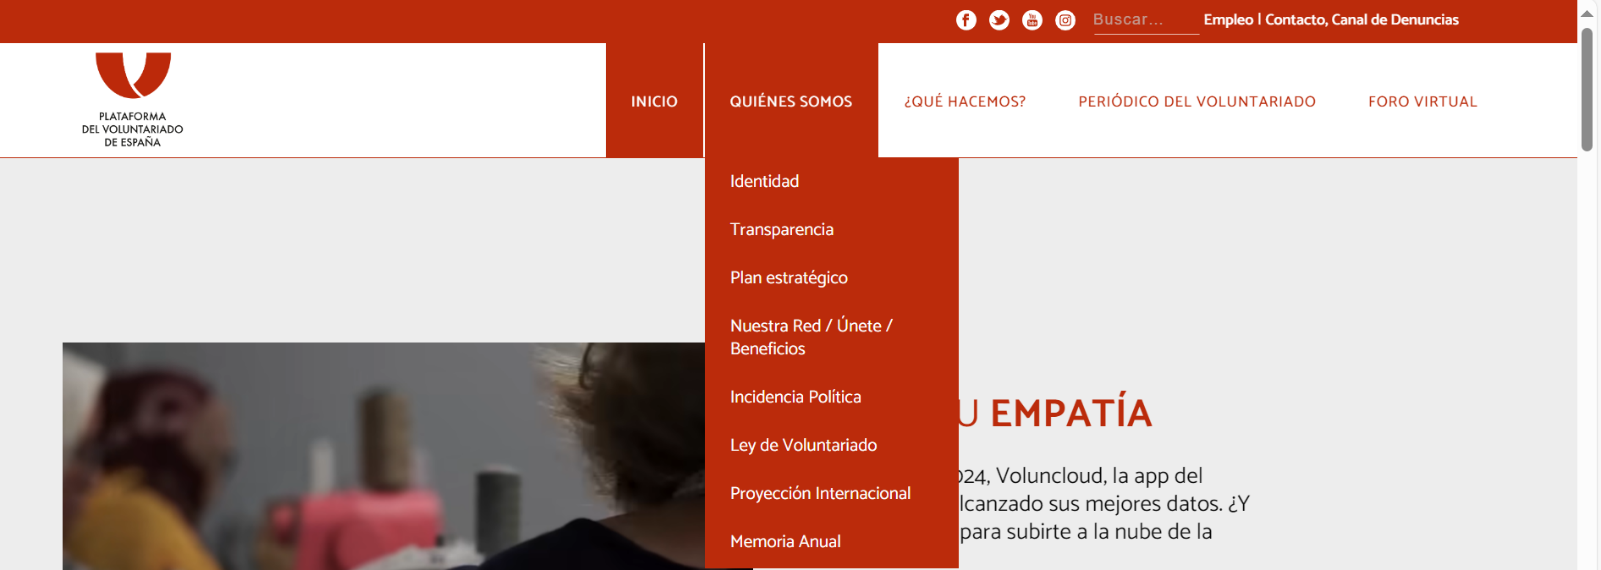 Buscar...
Empleo | Contacto, Canal de Denuncias
PLATAFORMA
DEL VOLUNTARIADO
DE ESPAÑA
INICIO
QUIÉNES SOMOS
¿QUÉ HACEMOS?
PERIÓDICO DEL VOLUNTARIADO
FORO VIRTUAL
Identidad
Transparencia
Plan estratégico
Nuestra Red / Únete /
Beneficios
Incidencia Política
Ley de Voluntariado
Proyección Internacional
Memoria Anual
EMPATÍA
Voluncloud, la app del
sus mejores datos. ¿Y
para subirte a la nube de la